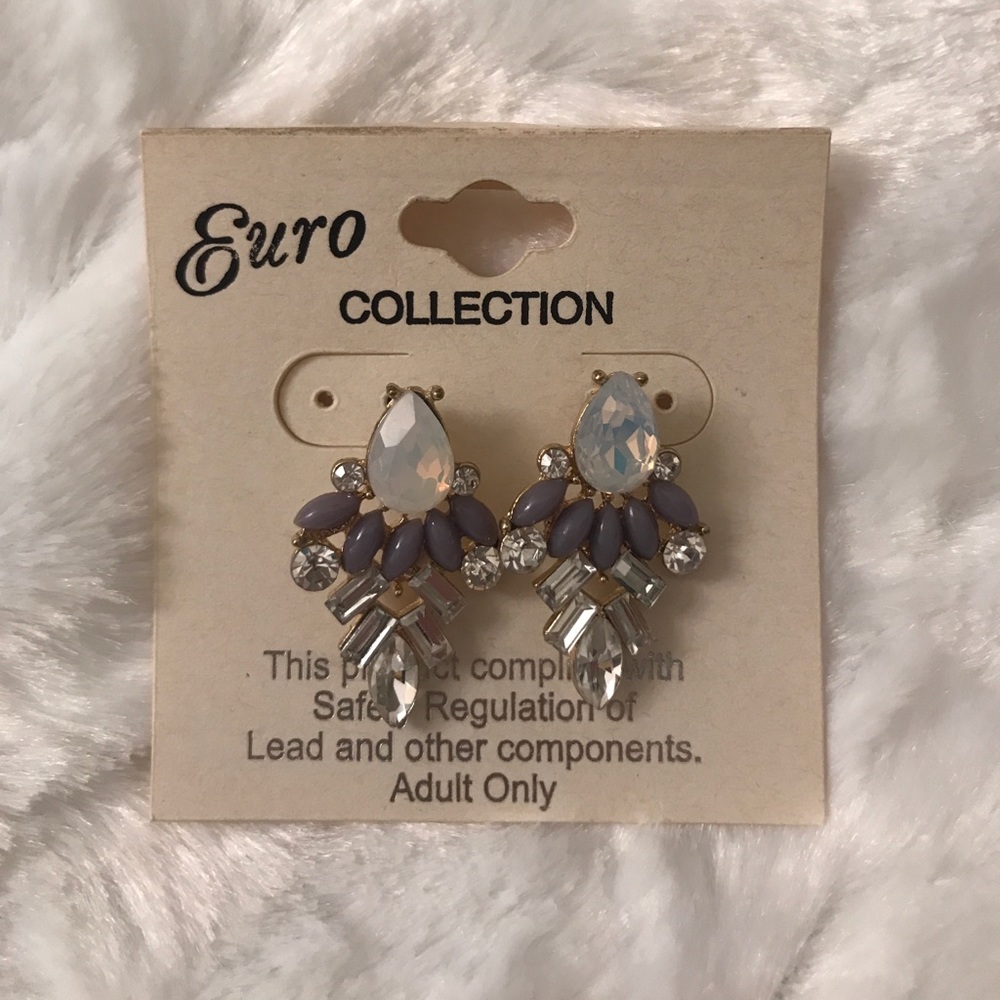 Euro
COLLECTION
This with
Regulation of
Lead and other components.
Adult Only